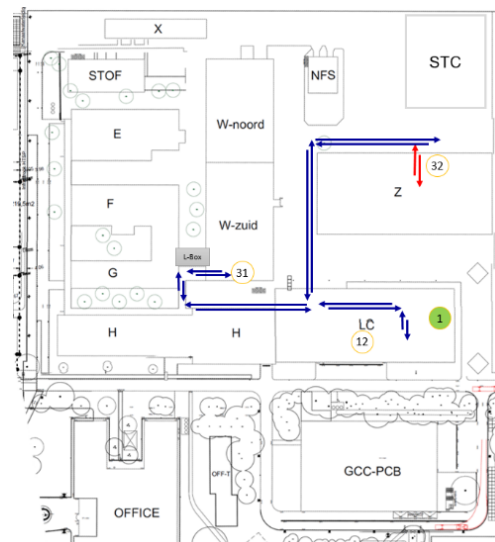 X
STOF
NFS
STC
E
W-noord
32
Z
F
W-zuid
L-Box
G
31
H
H
LC
12
1
GCC-PCB
OFF-T
OFFICE